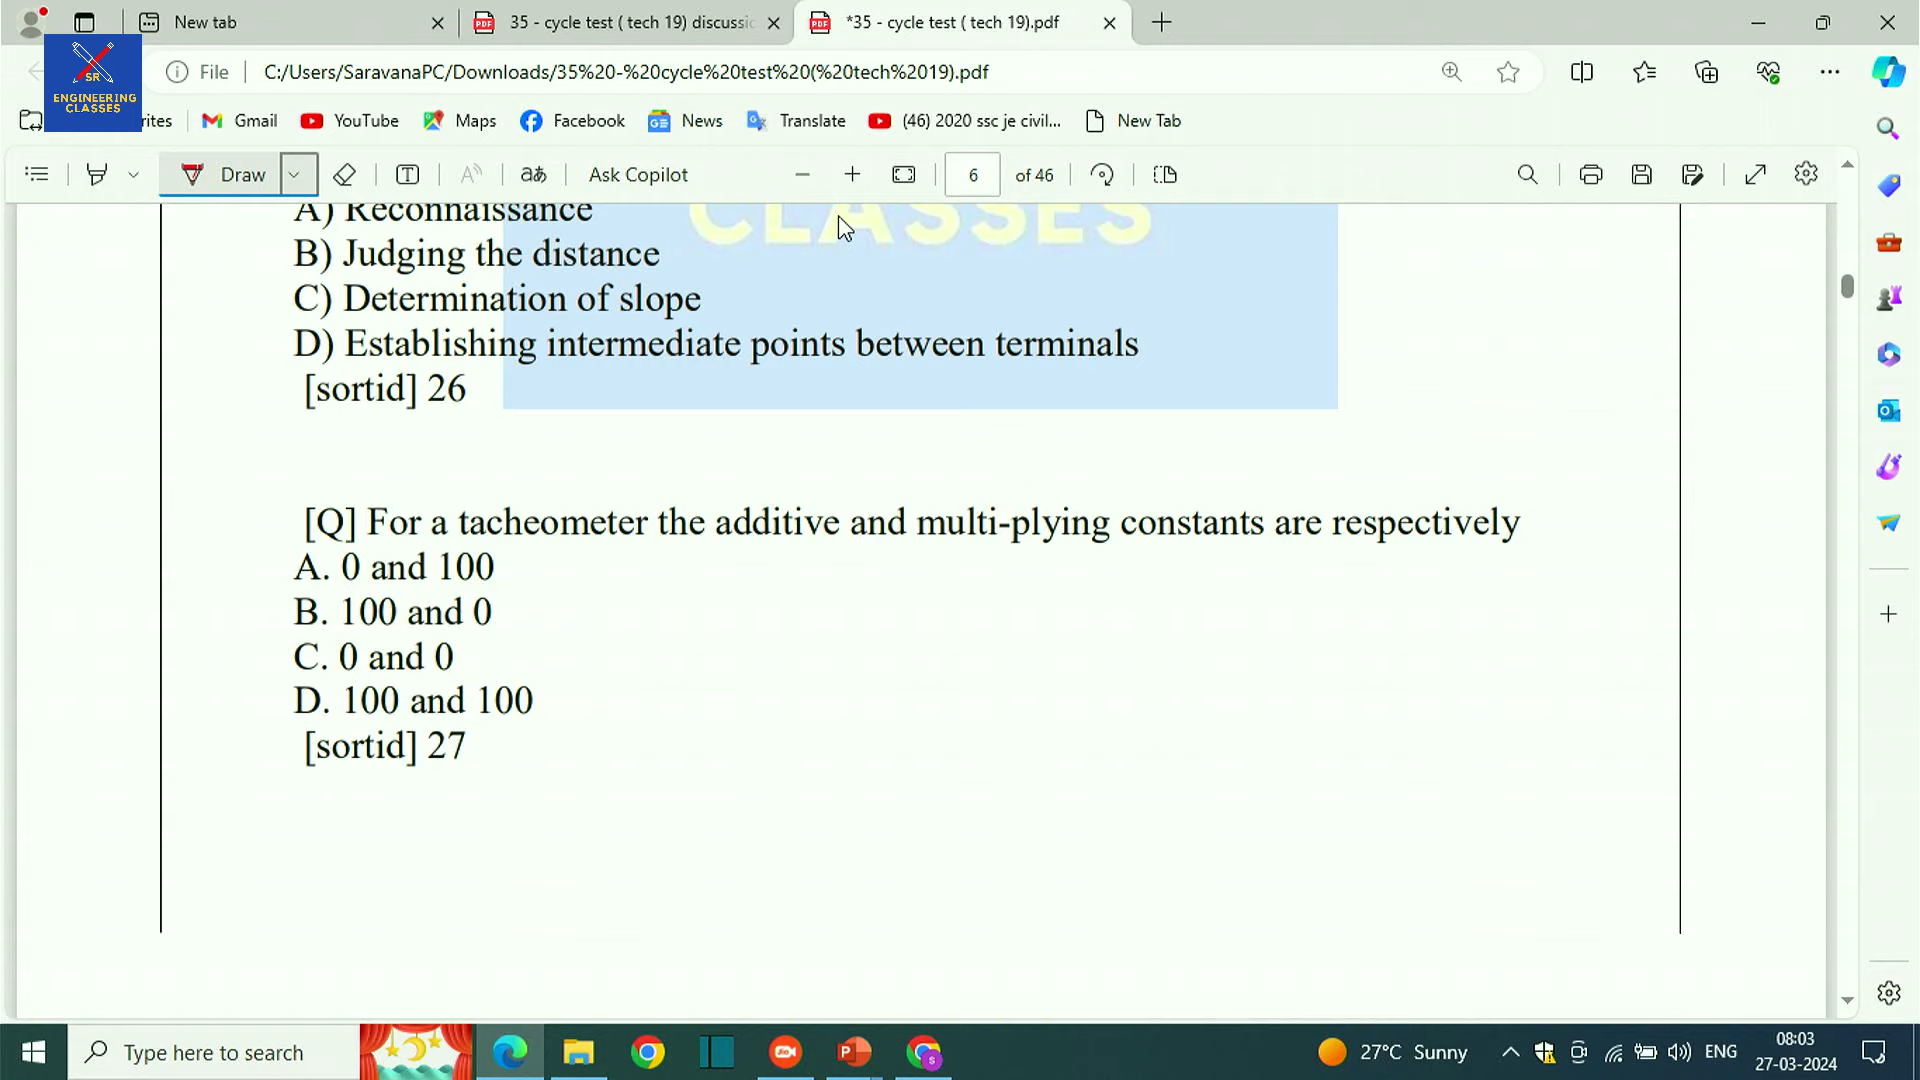 New tab
35 - cycle test ( tech 19) discussi
*35 - cycle test ( tech 19).pdf
SR
ENGINEERING
CLASSES
File
C:/Users/SaravanaPC/Downloads/35%20-%20cycle%20test%20(%20tech%2019).pdf
rites
Gmail
YouTube
Maps
Facebook
News
Translate
(46) 2020 ssc je civil...
New Tab
Draw
Ask Copilot
6 of 46
CLASSES
A) Reconnaissance
B) Judging the distance
C) Determination of slope
D) Establishing intermediate points between terminals
[sortid] 26
[Q] For a tacheometer the additive and multi-plying constants are respectively
A. 0 and 100
B. 100 and 0
C. 0 and 0
D. 100 and 100
[sortid] 27
Type here to search
27°C Sunny
ENG
08:03
27-03-2024